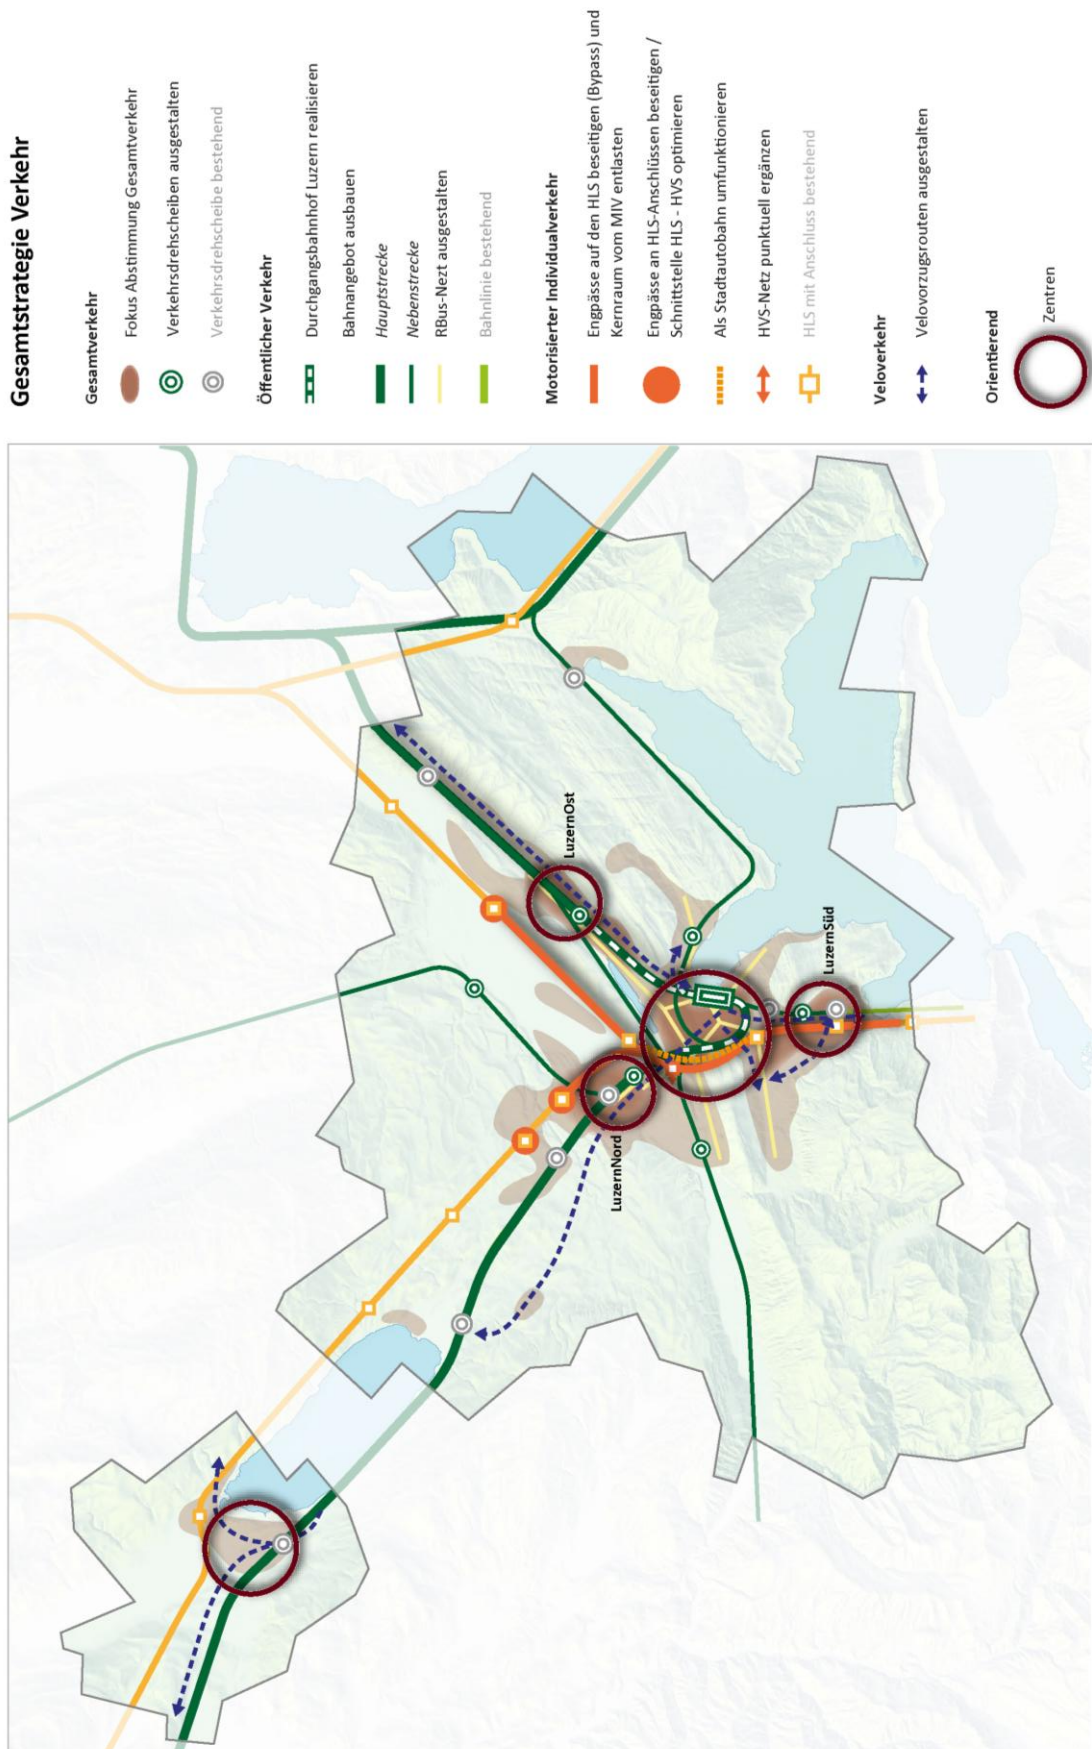 Gesamtstrategie Verkehr
Gesamtverkehr
Fokus Abstimmung Gesamtverkehr
Verkehrsdrehscheiben ausgestalten
Verkehrsdrehscheibe bestehend
Öffentlicher Verkehr
Durchgangsbahnhof Luzern realisieren
Bahnangebot ausbauen
Hauptstrecke
Nebenstrecke
RBus-Nezt ausgestalten
Bahnlinie bestehend
Motorisierter Individualverkehr
Engpässe auf den HLS beseitigen (Bypass) und
Kernraum vom MIV entlasten
Engpässe an HLS-Anschlüssen beseitigen /
Schnittstelle HLS - HVS optimieren
Als Stadtautobahn umfunktionieren
HVS-Netz punktuell ergänzen
HLS mit Anschluss bestehend
Veloverkehr
Velovorzugsrouten ausgestalten
Orientierend
Zentren
LuzernOst
LuzernNord
LuzernSüd